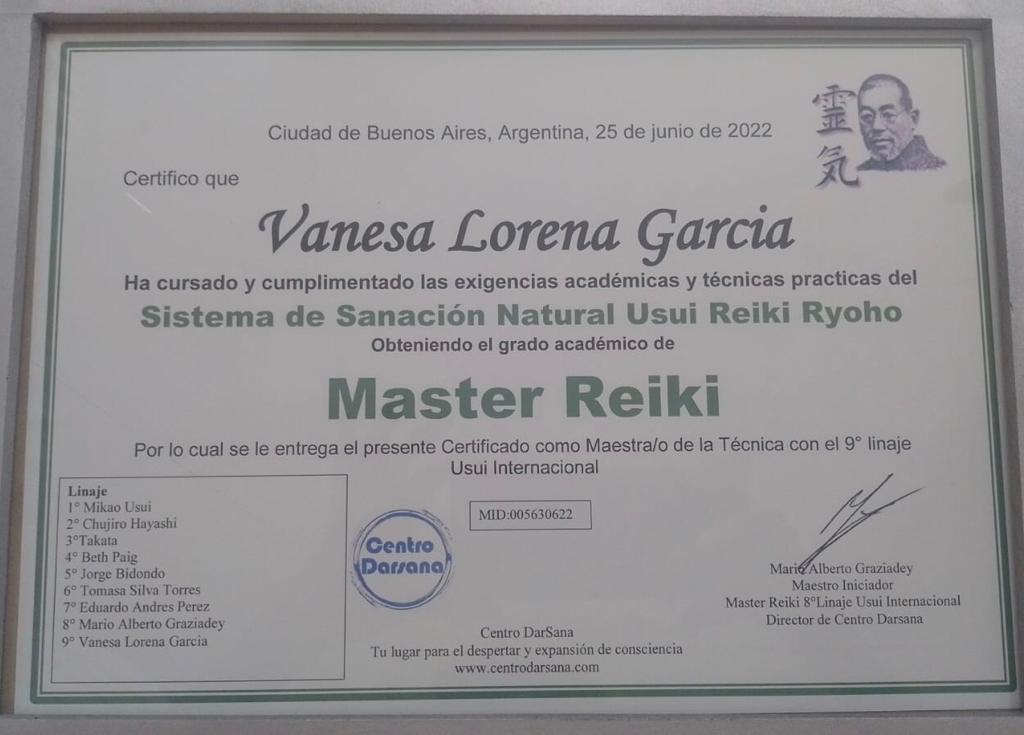 靈
氣
Ciudad de Buenos Aires, Argentina, 25 de junio de 2022
Certifico que
Vanesa Lorena Garcia
Ha cursado y cumplimentado las exigencias académicas y técnicas practicas del
Sistema de Sanación Natural Usui Reiki Ryoho
Obteniendo el grado académico de
Master Reiki
Por lo cual se le entrega el presente Certificado como Maestra/o de la Técnica con el 9° linaje
Usui Internacional
Linaje
1° Mikao Usui
2° Chujiro Hayashi
3°Takata
4° Beth Paig
5° Jorge Bidondo
6° Tomasa Silva Torres
7° Eduardo Andres Perez
8° Mario Alberto Graziadey
9° Vanesa Lorena Garcia
Centro
Darsana
MID:005630622
Mario Alberto Graziadey
Maestro Iniciador
Master Reiki 8°Linaje Usui Internacional
Director de Centro Darsana
Centro DarSana
Tu lugar para el despertar y expansión de consciencia
www.centrodarsana.com